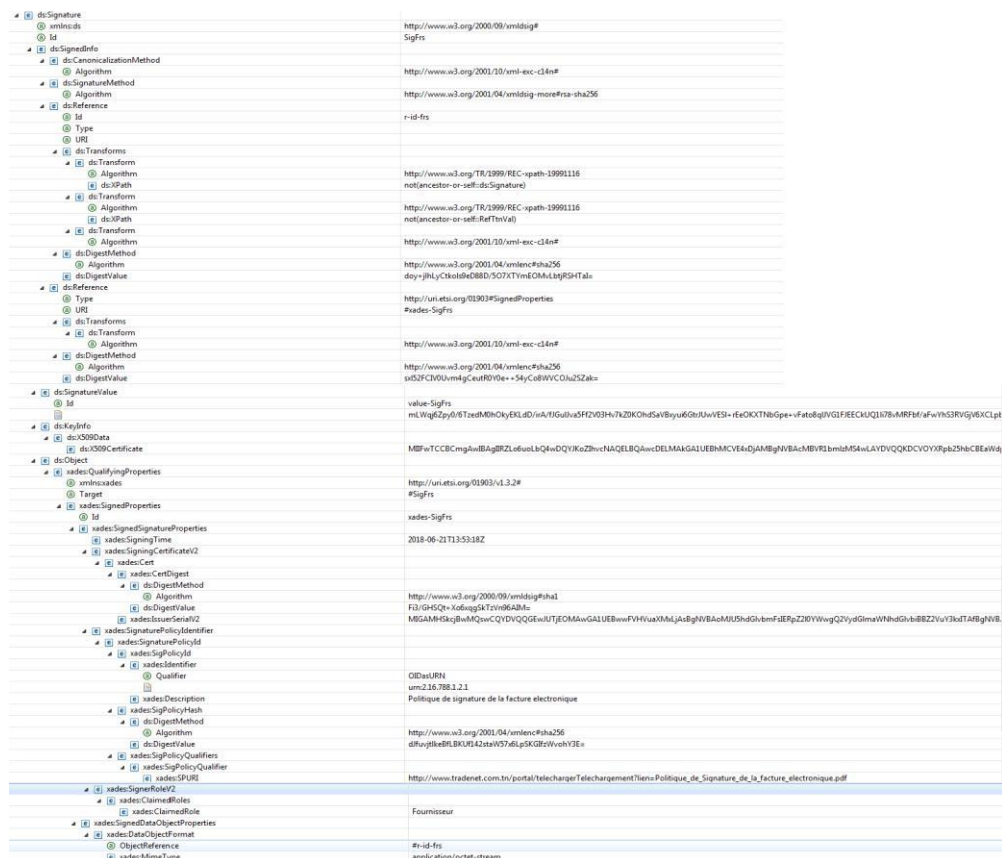 ds:Signature
xmlns:ds http://www.w3.org/2000/09/xmldsig#
Id SigFrs
ds:SignedInfo
ds:CanonicalizationMethod
Algorithm http://www.w3.org/2001/10/xml-exc-c14n#
ds:SignatureMethod
Algorithm http://www.w3.org/2001/04/xmldsig-more#rsa-sha256
ds:Reference
Id r-id-frs
Type
URI
ds:Transforms
ds:Transform
Algorithm http://www.w3.org/TR/1999/REC-xpath-19991116
ds:XPath not(ancestor-or-self::ds:Signature)
ds:Transform
Algorithm http://www.w3.org/TR/1999/REC-xpath-19991116
ds:XPath not(ancestor-or-self::RefTtnVal)
ds:Transform
Algorithm http://www.w3.org/2001/10/xml-exc-c14n#
ds:DigestMethod
Algorithm http://www.w3.org/2001/04/xmlenc#sha256
ds:DigestValue
ds:Reference
Type http://uri.etsi.org/01903#SignedProperties
URI #xades-SigFrs
ds:Transforms
ds:Transform
Algorithm http://www.w3.org/2001/10/xml-exc-c14n#
ds:DigestMethod
Algorithm http://www.w3.org/2001/04/xmlenc#sha256
ds:DigestValue
ds:SignatureValue
Id value-SigFrs
ds:KeyInfo
ds:X509Data
ds:X509Certificate
ds:Object
xades:QualifyingProperties
xmlns:xades http://uri.etsi.org/01903/v1.3.2#
Target #SigFrs
xades:SignedProperties
Id xades-SigFrs
xades:SignedSignatureProperties
xades:SigningTime 2018-06-21T13:53:18Z
xades:SigningCertificateV2
xades:Cert
xades:CertDigest
ds:DigestMethod
Algorithm http://www.w3.org/2000/09/xmldsig#sha1
ds:DigestValue
xades:IssuerSerialV2
xades:SignaturePolicyIdentifier
xades:SignaturePolicyId
xades:SigPolicyId
xades:Identifier
Qualifier OIDasURN
urn:2.16.788.1.2.1
xades:Description Politique de signature de la facture electronique
xades:SigPolicyHash
ds:DigestMethod
Algorithm http://www.w3.org/2001/04/xmlenc#sha256
ds:DigestValue
xades:SigPolicyQualifiers
xades:SigPolicyQualifier
xades:SPURI http://www.tradenet.com.tn/portal/telechargerTelechargement?lien=Politique_de_Signature_de_la_facture_electronique.pdf
xades:SignerRoleV2
xades:ClaimedRoles
xades:ClaimedRole Fournisseur
xades:SignedDataObjectProperties
xades:DataObjectFormat
ObjectReference #r-id-frs
xades:MimeType application/octet-stream